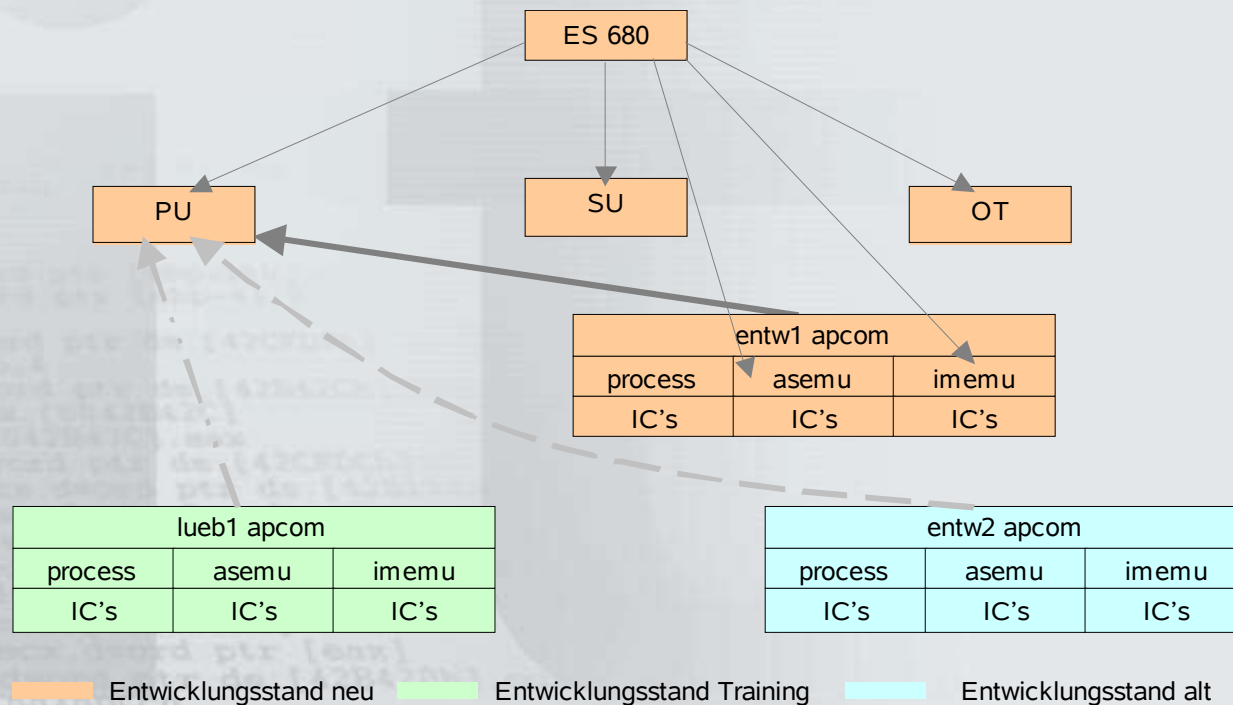 ES 680
PU
SU
OT
entw1 apcom
process asemu imemu
IC's IC's IC's
lueb1 apcom
process asemu imemu
IC's IC's IC's
entw2 apcom
process asemu imemu
IC's IC's IC's
Entwicklungsstand neu Entwicklungsstand Training Entwicklungsstand alt